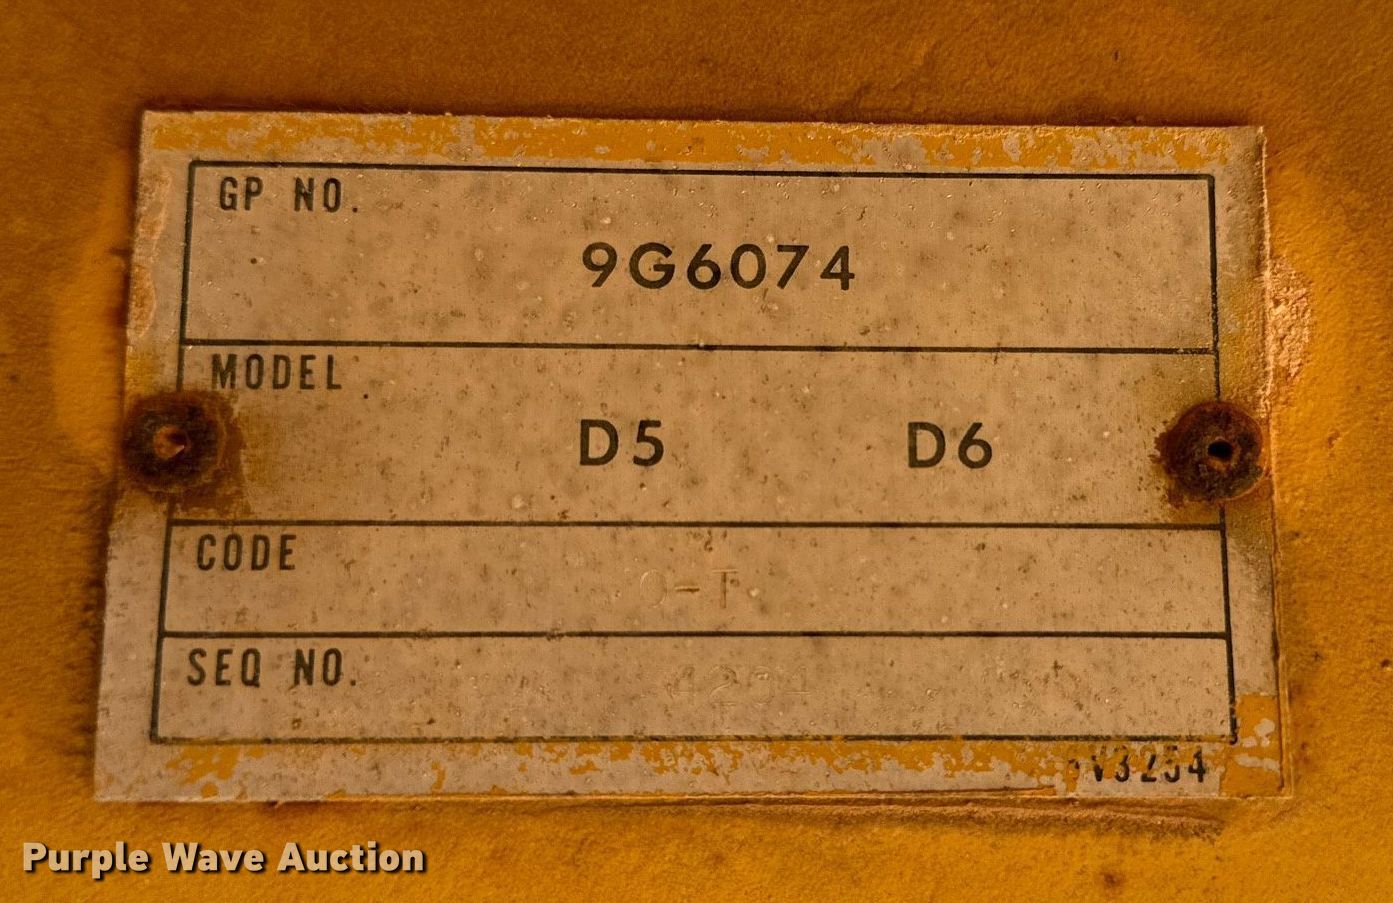 GP NO.
9G6074
MODEL
D5 D6
CODE
SEQ NO.
Purple Wave Auction